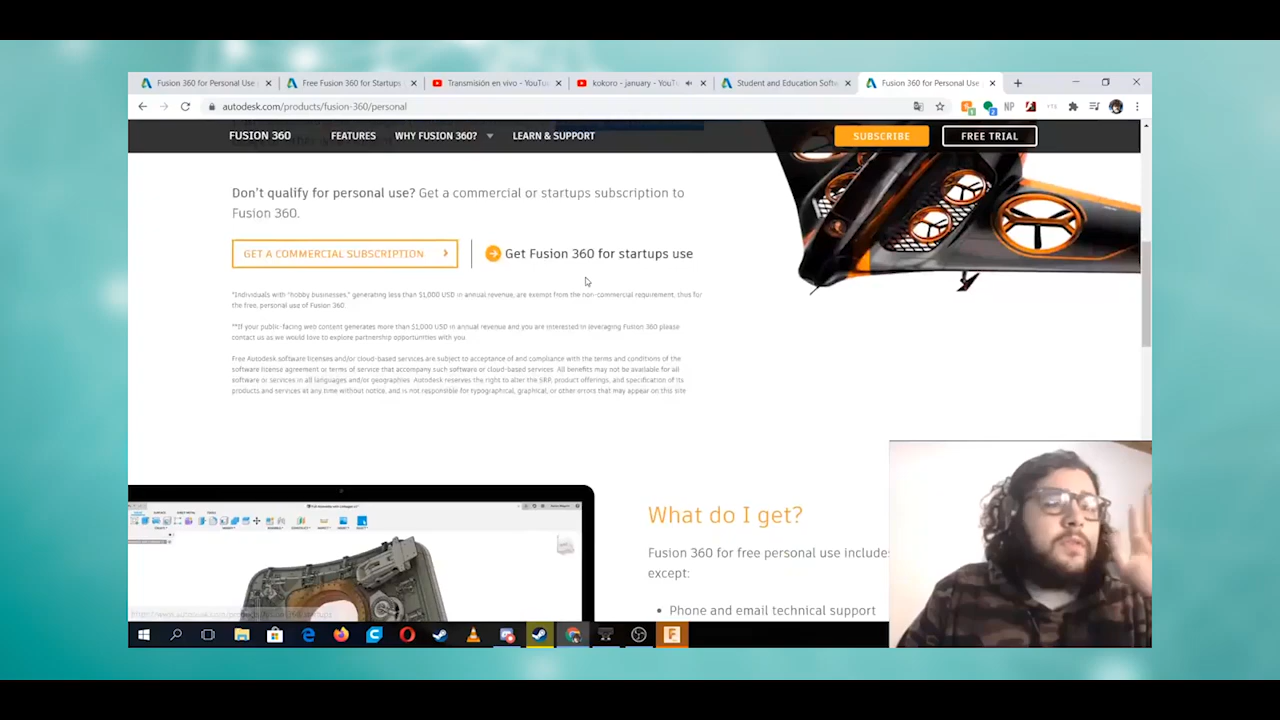 Fusion 360 for Personal Use
Free Fusion 360 for Startups
Transmisión en vivo - YouTu
kokoro - january - YouTu
Student and Education Softw
Fusion 360 for Personal Use
autodesk.com/products/fusion-360/personal
FUSION 360
FEATURES
WHY FUSION 360?
LEARN & SUPPORT
SUBSCRIBE
FREE TRIAL
Don't qualify for personal use? Get a commercial or startups subscription to
Fusion 360.
GET A COMMERCIAL SUBSCRIPTION
Get Fusion 360 for startups use
*Individuals with "hobby businesses," generating less than $1,000 USD in annual revenue, are exempt from the non-commercial requirement, thus for
the free, personal use of Fusion 360
**If your public-facing web content generates more than $1,000 USD in annual revenue and you are interested in leveraging Fusion 360 please
contact us as we would love to explore partnership opportunities with you
Free Autodesk software licenses and/or cloud-based services are subject to acceptance of and compliance with the terms and conditions of the
software license agreement or terms of service that accompany such software or cloud-based services. All benefits may not be available for all
software or services in all languages and/or geographies. Autodesk reserves the right to alter the SRP, product offerings, and specification of its
products and services at any time without notice, and is not responsible for typographical, graphical, or other errors that may appear on this site
What do I get?
Fusion 360 for free personal use includes
except:
• Phone and email technical support